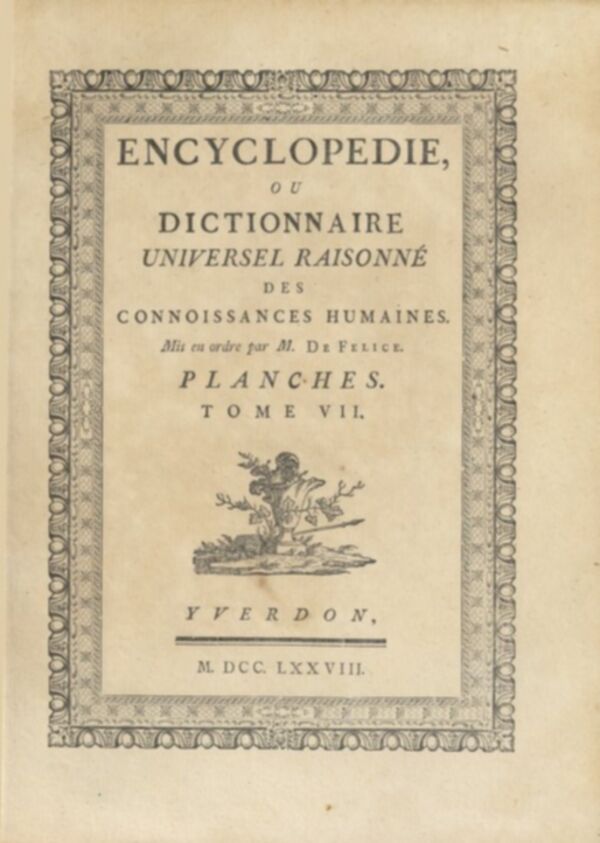 ENCYCLOPEDIE,
OU
DICTIONNAIRE
UNIVERSEL RAISONNÉ
DES
CONNOISSANCES HUMAINES.
Mis en ordre par M. DE FELICE.
PLANCHES.
TOME VII.
YVERDON,
M. DCC. LXXVIII.